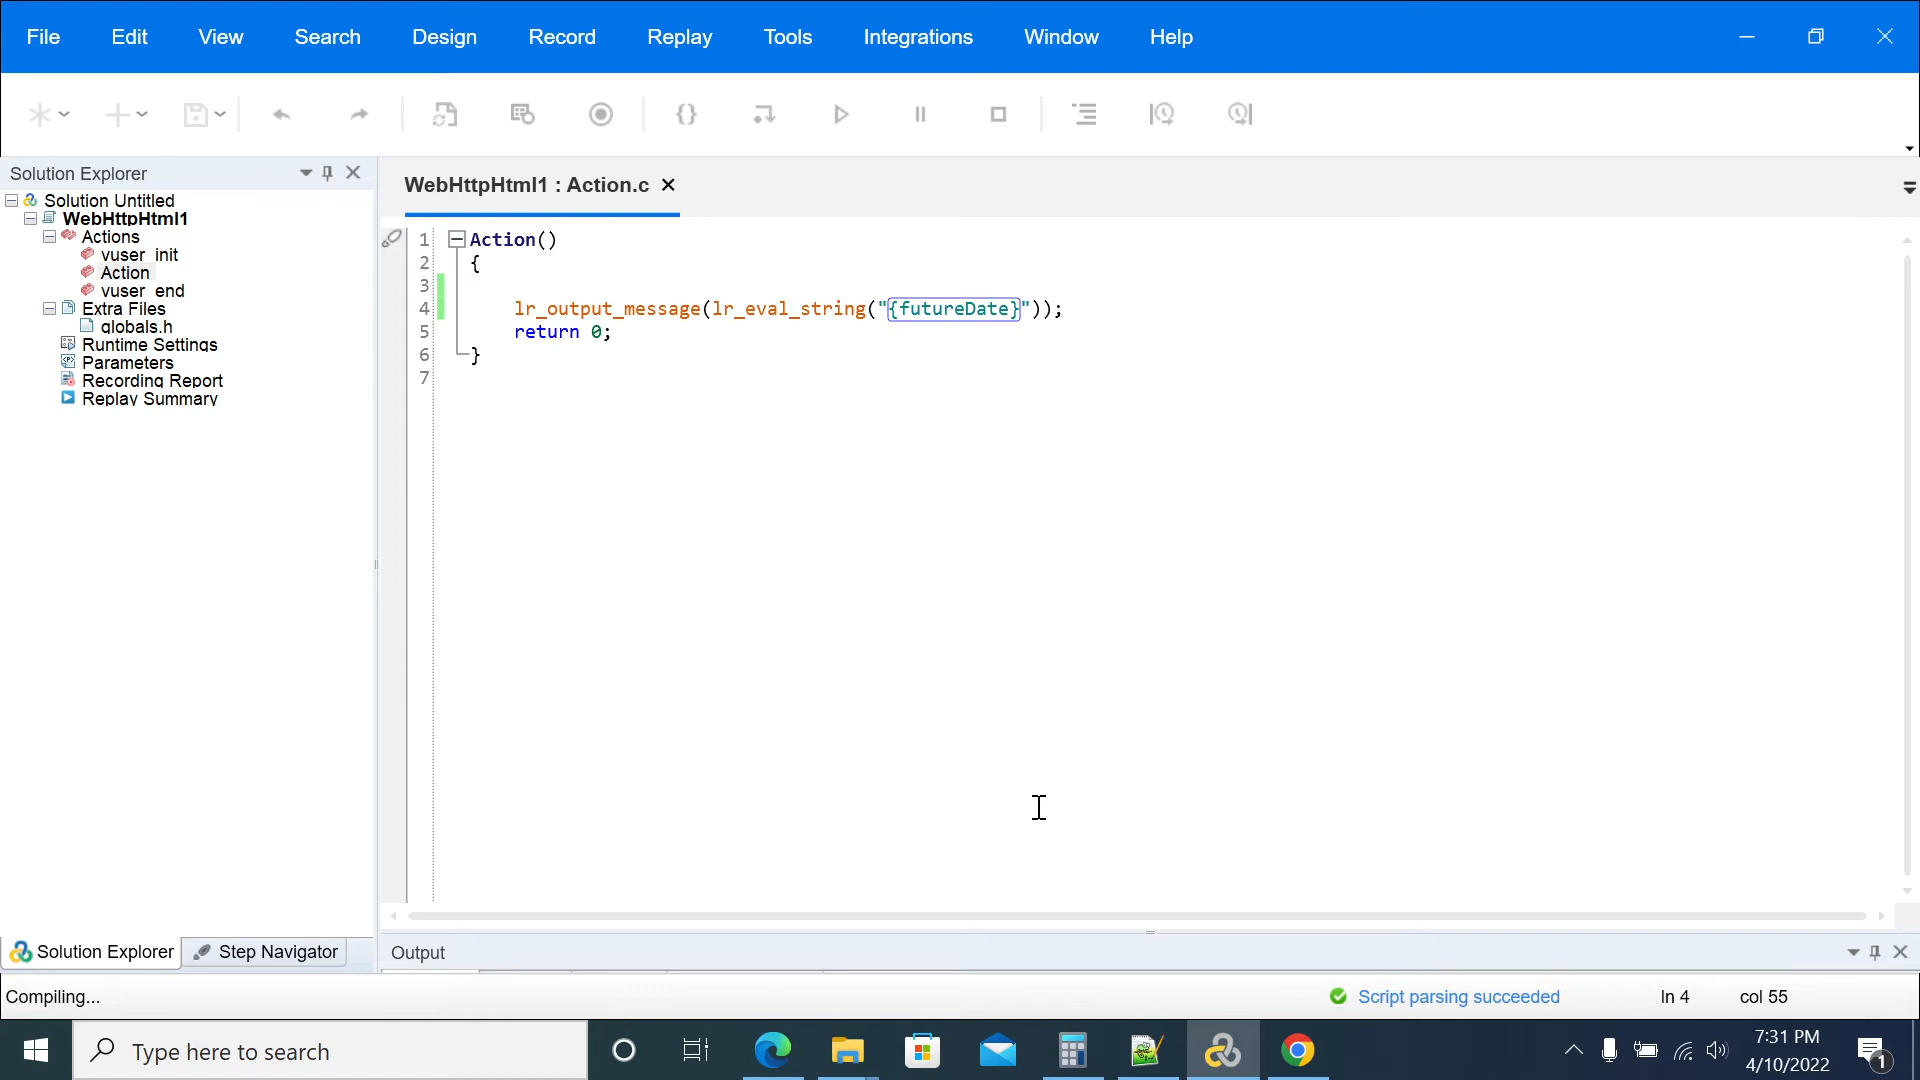 File Edit View Search Design Record Replay Tools Integrations Window Help
Solution Explorer
Solution Untitled
WebHttpHtml1
Actions
vuser_init
Action
vuser_end
Extra Files
globals.h
Runtime Settings
Parameters
Recording Report
Replay Summary
WebHttpHtml1 : Action.c
1 Action()
2 {
3
4 lr_output_message(lr_eval_string("{futureDate}"));
5 return 0;
6 }
7
Solution Explorer Step Navigator
Output
Compiling... Script parsing succeeded ln 4 col 55
Type here to search
7:31 PM
4/10/2022
1